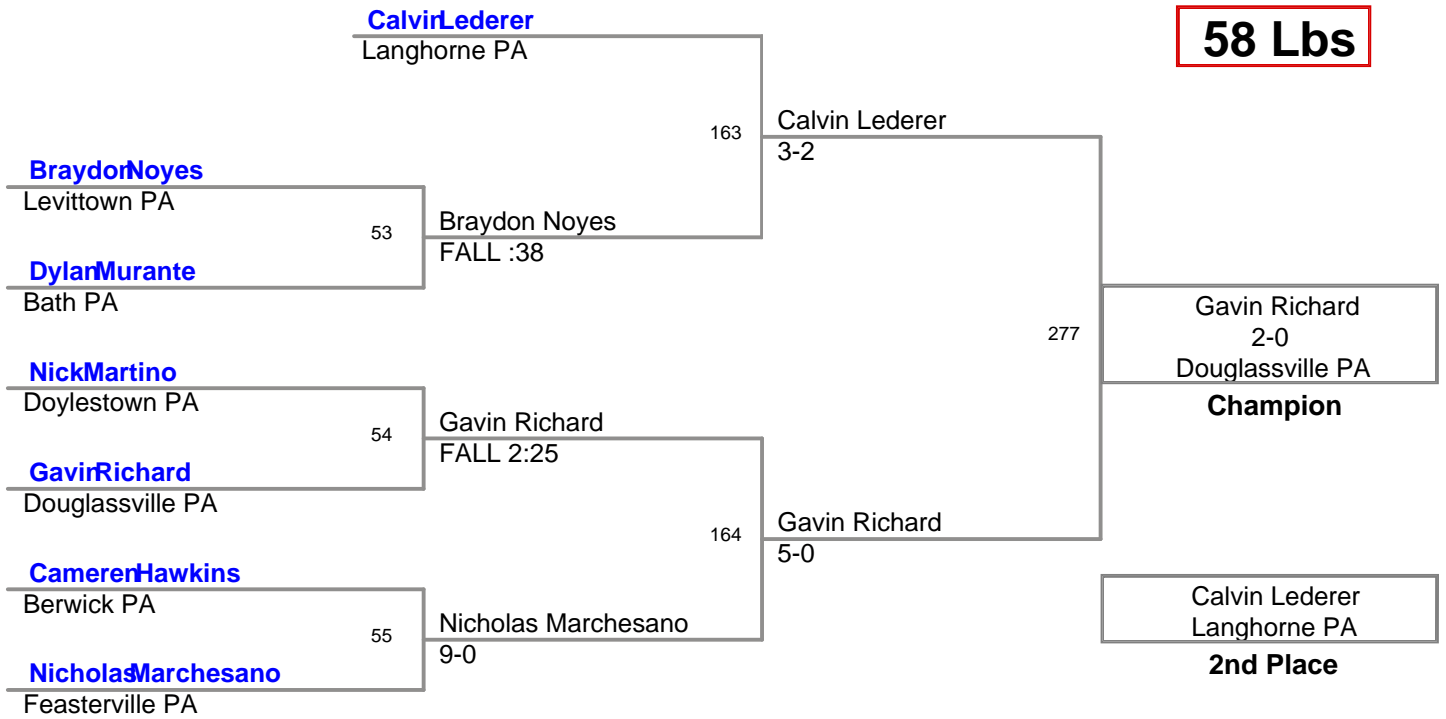 CalvinLederer
Langhorne PA
58 Lbs
163
Calvin Lederer
3-2
BraydonNoyes
Levittown PA
53
Braydon Noyes
FALL :38
DylanMurante
Bath PA
277
Gavin Richard
2-0
Douglassville PA
Champion
NickMartino
Doylestown PA
54
Gavin Richard
FALL 2:25
GavinRichard
Douglassville PA
164
Gavin Richard
5-0
CamerenHawkins
Berwick PA
55
Nicholas Marchesano
9-0
NicholasMarchesano
Feasterville PA
Calvin Lederer
Langhorne PA
2nd Place